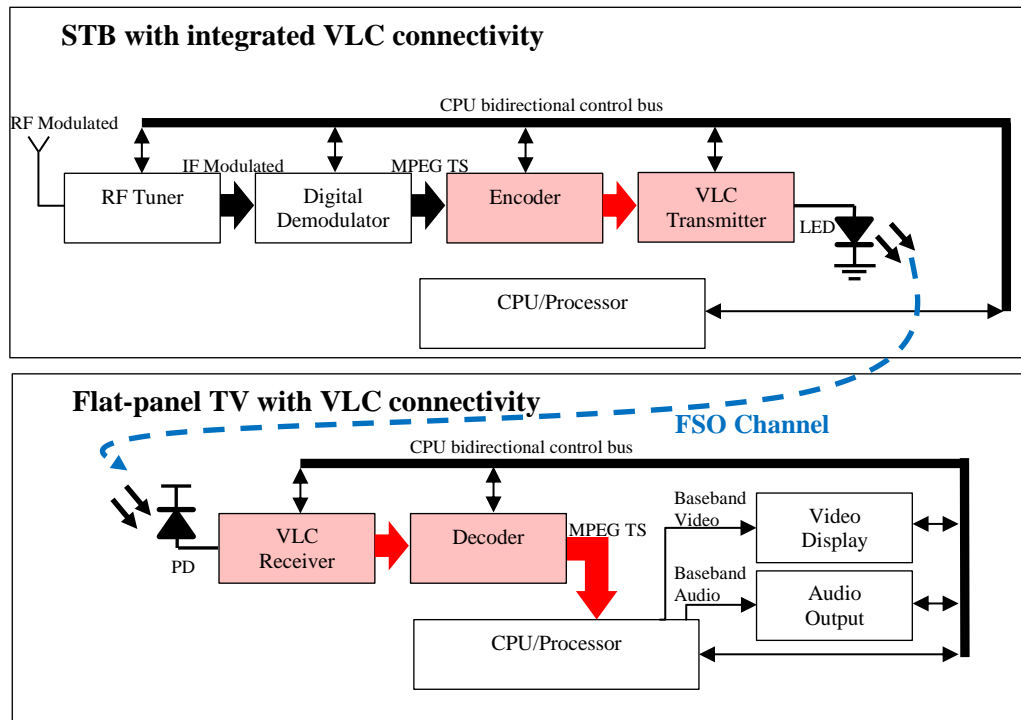 STB with integrated VLC connectivity
CPU bidirectional control bus
RF Modulated
IF Modulated
MPEG TS
RF Tuner
Digital
Demodulator
Encoder
VLC
Transmitter
LED
CPU/Processor
Flat-panel TV with VLC connectivity
FSO Channel
CPU bidirectional control bus
PD
VLC
Receiver
Decoder
MPEG TS
Baseband
Video
Video
Display
Baseband
Audio
Audio
Output
CPU/Processor